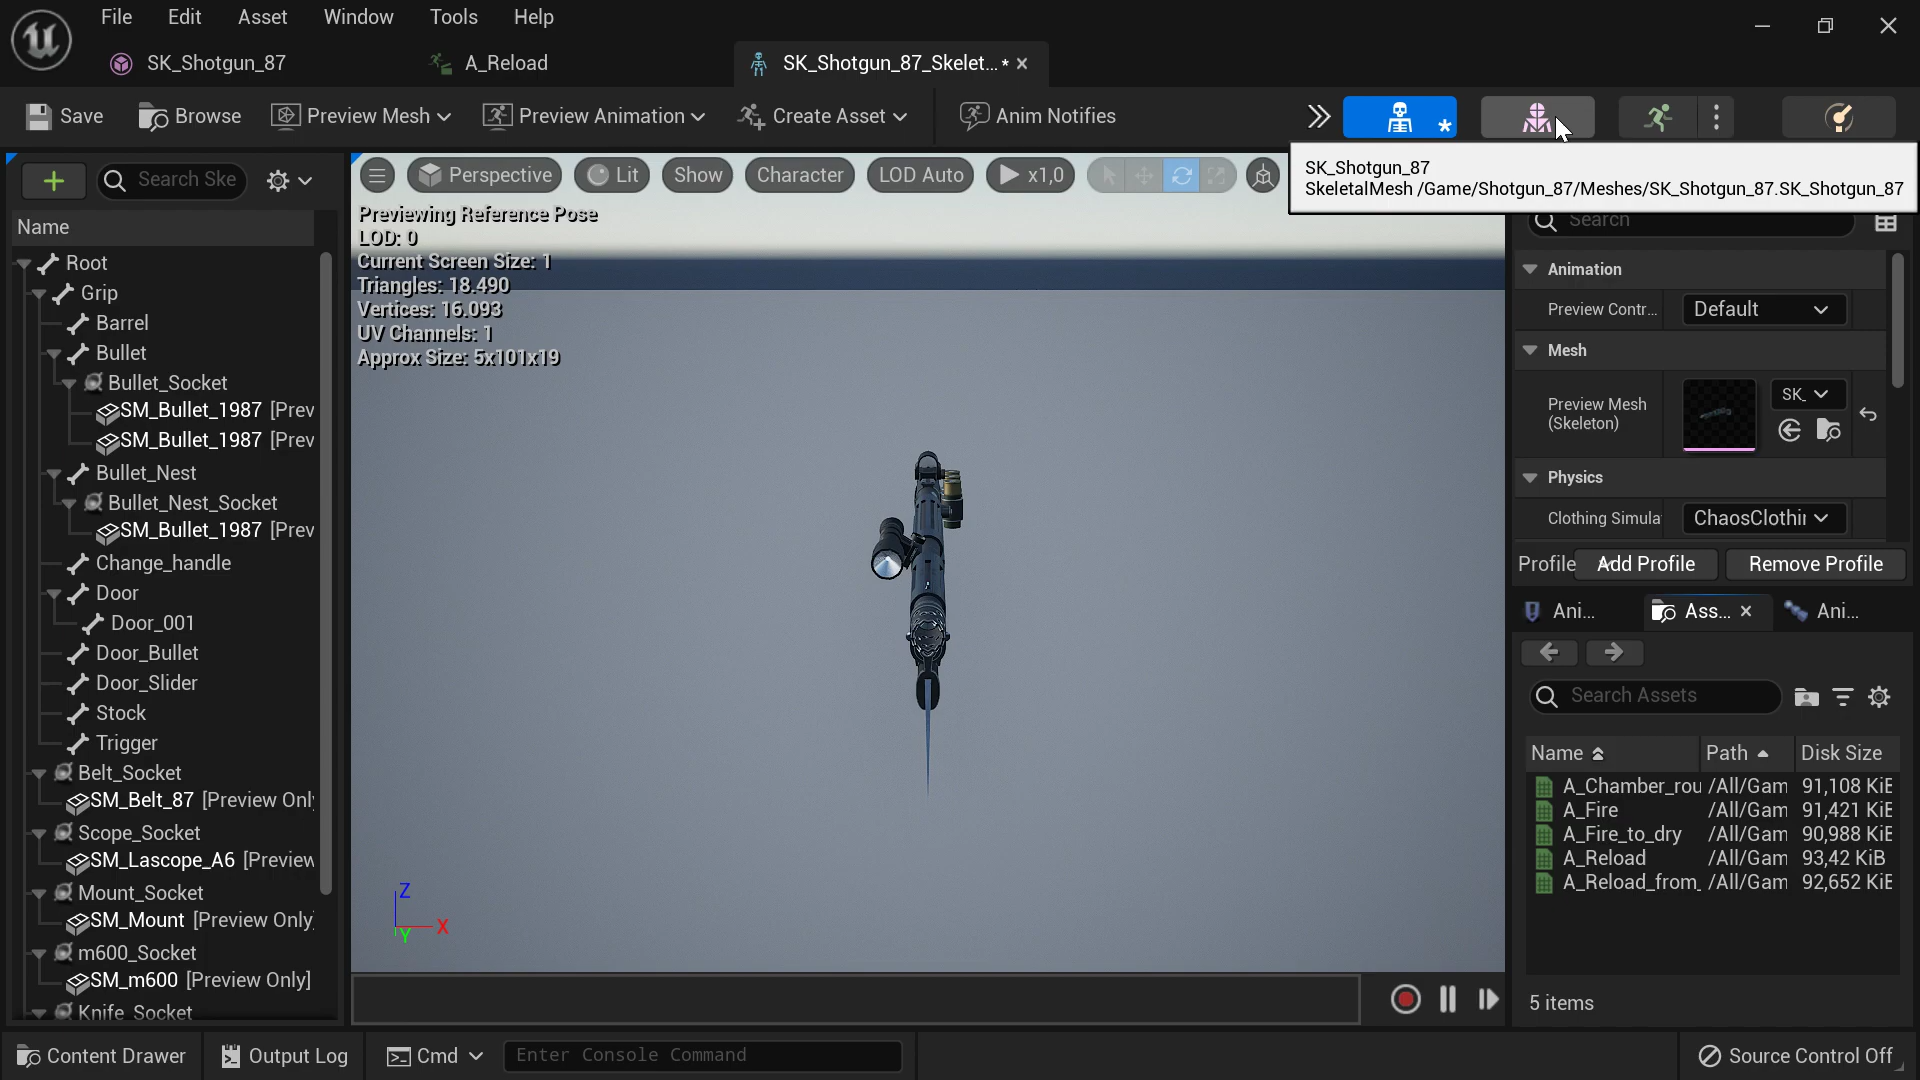 File Edit Asset Window Tools Help
SK_Shotgun_87
A_Reload
SK_Shotgun_87_Skelet...*
Save
Browse
Preview Mesh
Preview Animation
Create Asset
Anim Notifies
SK_Shotgun_87
SkeletalMesh /Game/Shotgun_87/Meshes/SK_Shotgun_87.SK_Shotgun_87
Search Ske
Name
Root
Grip
Barrel
Bullet
Bullet_Socket
SM_Bullet_1987 [Prev
SM_Bullet_1987 [Prev
Bullet_Nest
Bullet_Nest_Socket
SM_Bullet_1987 [Prev
Change_handle
Door
Door_001
Door_Bullet
Door_Slider
Stock
Trigger
Belt_Socket
SM_Belt_87 [Preview Only
Scope_Socket
SM_Lascope_A6 [Preview
Mount_Socket
SM_Mount [Preview Only]
m600_Socket
SM_m600 [Preview Only]
Knife_Socket
Perspective
Lit
Show
Character
LOD Auto
x1,0
Previewing Reference Pose
LOD: 0
Current Screen Size: 1
Triangles: 18.490
Vertices: 16.093
UV Channels: 1
Approx Size: 5x101x19
Z
X
Y
Search
Animation
Preview Contr... Default
Mesh
Preview Mesh
(Skeleton)
SK_
Physics
Clothing Simula ChaosClothi
Profile Add Profile Remove Profile
Ani...
Ass...
Ani...
Search Assets
Name Path Disk Size
A_Chamber_rou /All/Gam 91,108 KiE
A_Fire /All/Gam 91,421 KiE
A_Fire_to_dry /All/Gam 90,988 KiE
A_Reload /All/Gam 93,42 KiB
A_Reload_from_ /All/Gam 92,652 KiE
5 items
Content Drawer
Output Log
Cmd
Enter Console Command
Source Control Off